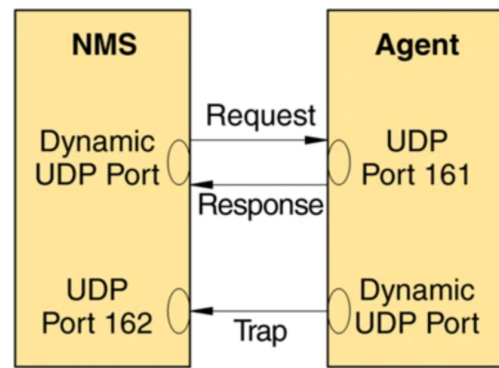 NMS
Agent
Request
Dynamic
UDP Port
UDP
Port 161
Response
UDP
Port 162
Dynamic
UDP Port
Trap